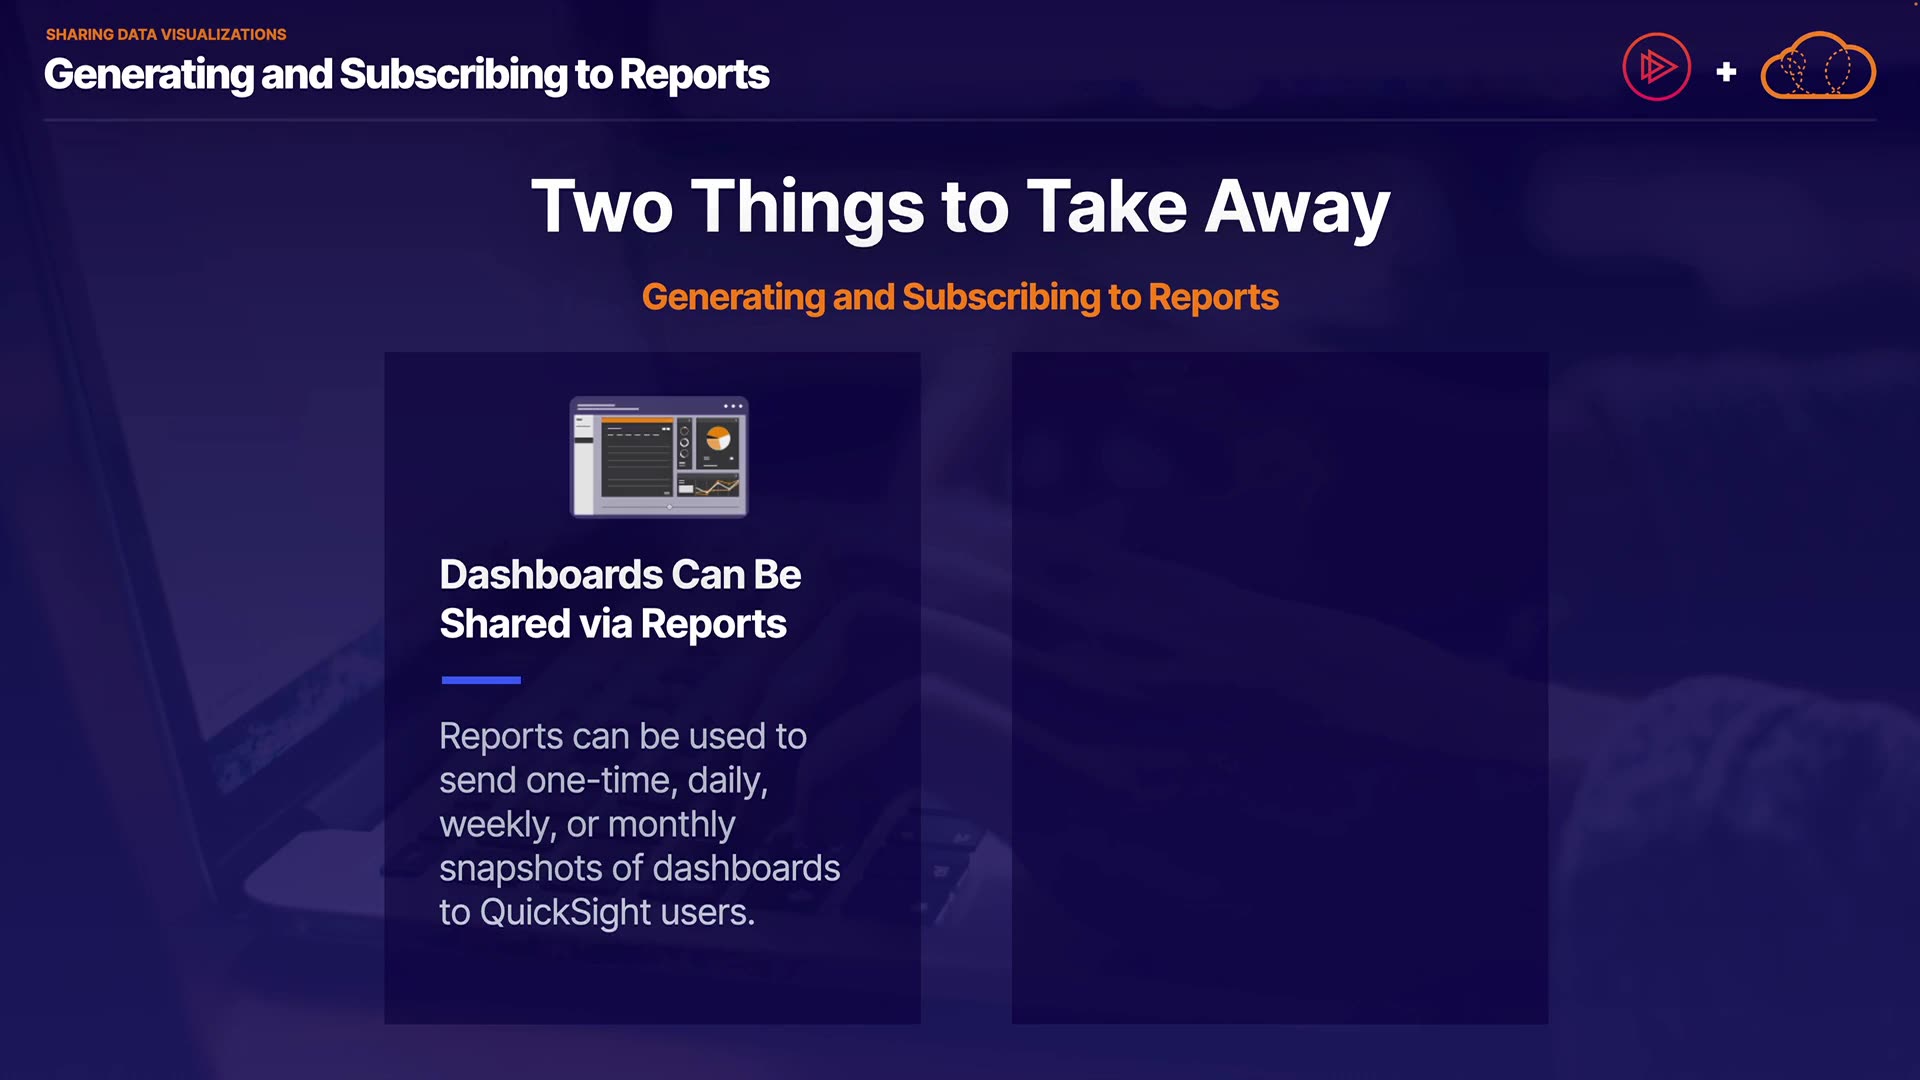 SHARING DATA VISUALIZATIONS
Generating and Subscribing to Reports
+
Two Things to Take Away
Generating and Subscribing to Reports
Dashboards Can Be
Shared via Reports
Reports can be used to
send one-time, daily,
weekly, or monthly
snapshots of dashboards
to QuickSight users.